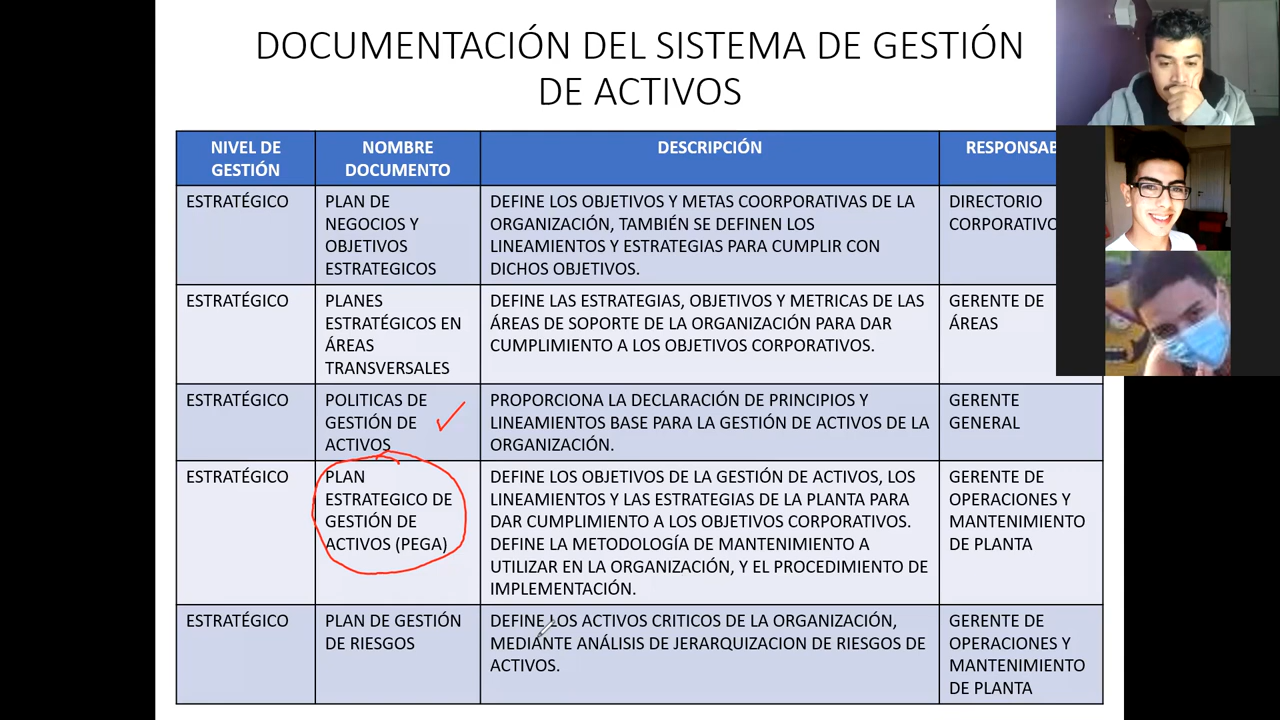 DOCUMENTACIÓN DEL SISTEMA DE GESTIÓN
DE ACTIVOS
NIVEL DE
GESTIÓN
NOMBRE
DOCUMENTO
DESCRIPCIÓN
RESPONSAB
ESTRATÉGICO
PLAN DE
NEGOCIOS Y
OBJETIVOS
ESTRATEGICOS
DEFINE LOS OBJETIVOS Y METAS COORPORATIVAS DE LA
ORGANIZACIÓN, TAMBIÉN SE DEFINEN LOS
LINEAMIENTOS Y ESTRATEGIAS PARA CUMPLIR CON
DICHOS OBJETIVOS.
DIRECTORIO
CORPORATIVO
ESTRATÉGICO
PLANES
ESTRATÉGICOS EN
ÁREAS
TRANSVERSALES
DEFINE LAS ESTRATEGIAS, OBJETIVOS Y METRICAS DE LAS
ÁREAS DE SOPORTE DE LA ORGANIZACIÓN PARA DAR
CUMPLIMIENTO A LOS OBJETIVOS CORPORATIVOS.
GERENTE DE
ÁREAS
ESTRATÉGICO
POLITICAS DE
GESTIÓN DE
ACTIVOS
PROPORCIONA LA DECLARACIÓN DE PRINCIPIOS Y
LINEAMIENTOS BASE PARA LA GESTIÓN DE ACTIVOS DE LA
ORGANIZACIÓN.
GERENTE
GENERAL
ESTRATÉGICO
PLAN
ESTRATEGICO DE
GESTIÓN DE
ACTIVOS (PEGA)
DEFINE LOS OBJETIVOS DE LA GESTIÓN DE ACTIVOS, LOS
LINEAMIENTOS Y LAS ESTRATEGIAS DE LA PLANTA PARA
DAR CUMPLIMIENTO A LOS OBJETIVOS CORPORATIVOS.
DEFINE LA METODOLOGÍA DE MANTENIMIENTO A
UTILIZAR EN LA ORGANIZACIÓN, Y EL PROCEDIMIENTO DE
IMPLEMENTACIÓN.
GERENTE DE
OPERACIONES Y
MANTENIMIENTO
DE PLANTA
ESTRATÉGICO
PLAN DE GESTIÓN
DE RIESGOS
DEFINE LOS ACTIVOS CRITICOS DE LA ORGANIZACIÓN,
MEDIANTE ANÁLISIS DE JERARQUIZACION DE RIESGOS DE
ACTIVOS.
GERENTE DE
OPERACIONES Y
MANTENIMIENTO
DE PLANTA